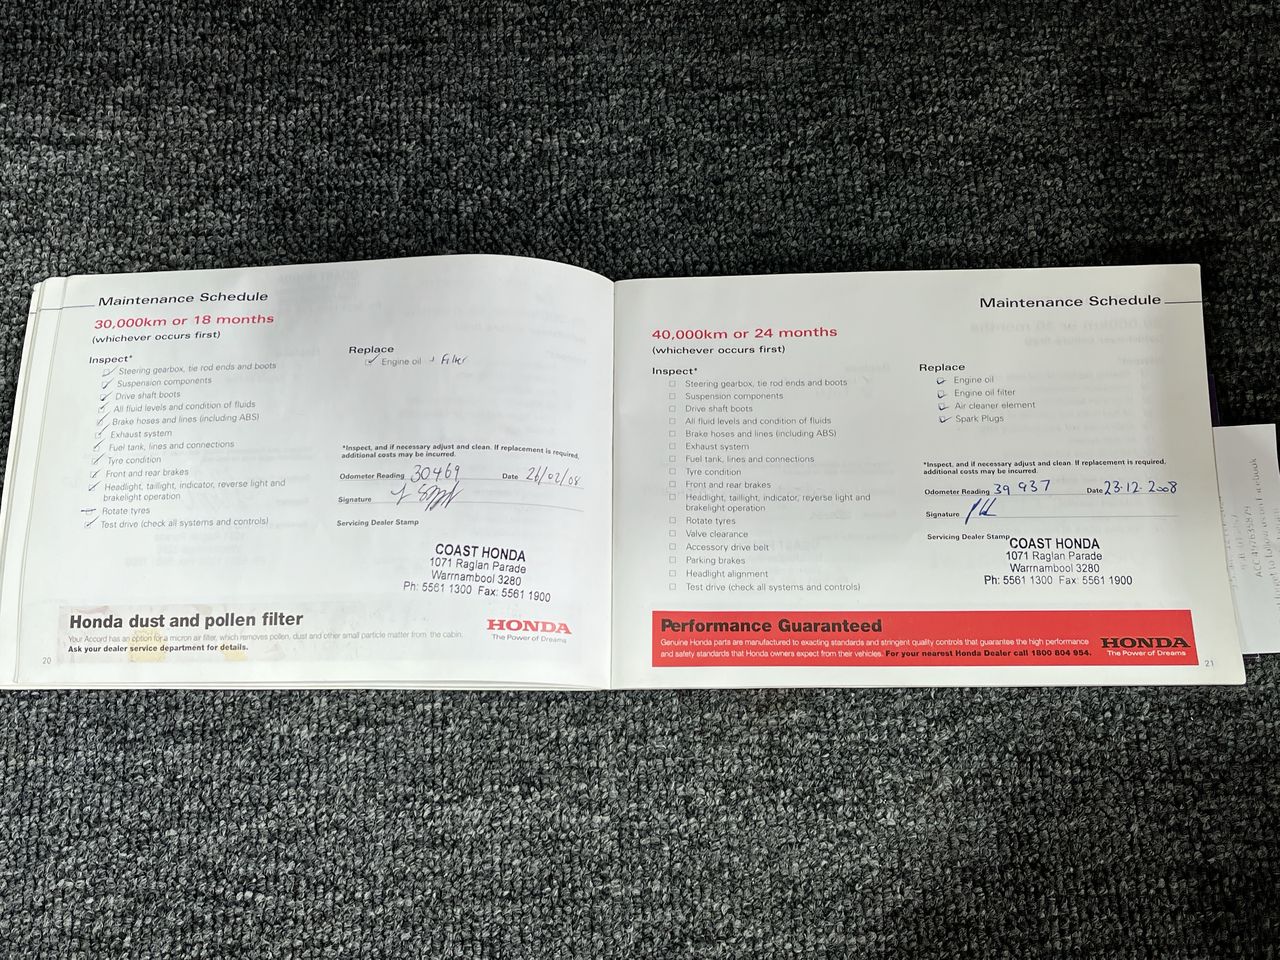 Maintenance Schedule
30,000km or 18 months
(whichever occurs first)
Inspect*
Steering gearbox, tie rod ends and boots
Suspension components
Drive shaft boots
All fluid levels and condition of fluids
Brake hoses and lines (including ABS)
Exhaust system
Fuel tank, lines and connections
Tyre condition
Front and rear brakes
Headlight, taillight, indicator, reverse light and
brakelight operation
Rotate tyres
Test drive (check all systems and controls)
Replace
Engine oil + Filter
*Inspect, and if necessary adjust and clean. If replacement is required,
additional costs may be incurred.
Odometer Reading 30469 Date 26/02/08
Signature
Servicing Dealer Stamp
COAST HONDA
1071 Raglan Parade
Warrnambool 3280
Ph: 5561 1300 Fax: 5561 1900
Honda dust and pollen filter
Your Accord has an option for a micron air filter, which removes pollen, dust and other small particle matter from the cabin.
Ask your dealer service department for details.
HONDA
The Power of Dreams
20
Maintenance Schedule
40,000km or 24 months
(whichever occurs first)
Inspect*
Steering gearbox, tie rod ends and boots
Suspension components
Drive shaft boots
All fluid levels and condition of fluids
Brake hoses and lines (including ABS)
Exhaust system
Fuel tank, lines and connections
Tyre condition
Front and rear brakes
Headlight, taillight, indicator, reverse light and
brakelight operation
Rotate tyres
Valve clearance
Accessory drive belt
Parking brakes
Headlight alignment
Test drive (check all systems and controls)
Replace
Engine oil
Engine oil filter
Air cleaner element
Spark Plugs
*Inspect, and if necessary adjust and clean. If replacement is required,
additional costs may be incurred.
Odometer Reading 39 937 Date 23.12.2008
Signature
Servicing Dealer Stamp
COAST HONDA
1071 Raglan Parade
Warrnambool 3280
Ph: 5561 1300 Fax: 5561 1900
Performance Guaranteed
Genuine Honda parts are manufactured to exacting standards and stringent quality controls that guarantee the high performance
and safety standards that Honda owners expect from their vehicles. For your nearest Honda Dealer call 1800 804 954.
HONDA
The Power of Dreams
21